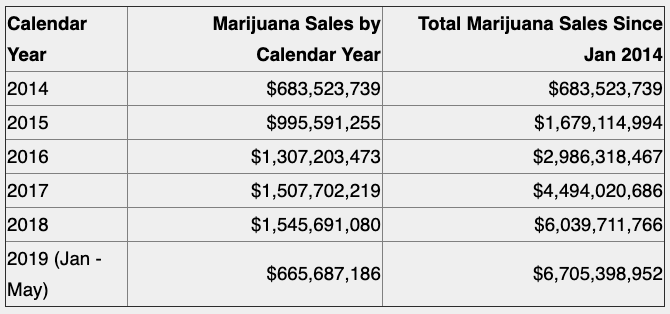 Calendar Year Marijuana Sales by Calendar Year Total Marijuana Sales Since Jan 2014
2014 $683,523,739 $683,523,739
2015 $995,591,255 $1,679,114,994
2016 $1,307,203,473 $2,986,318,467
2017 $1,507,702,219 $4,494,020,686
2018 $1,545,691,080 $6,039,711,766
2019 (Jan - May) $665,687,186 $6,705,398,952